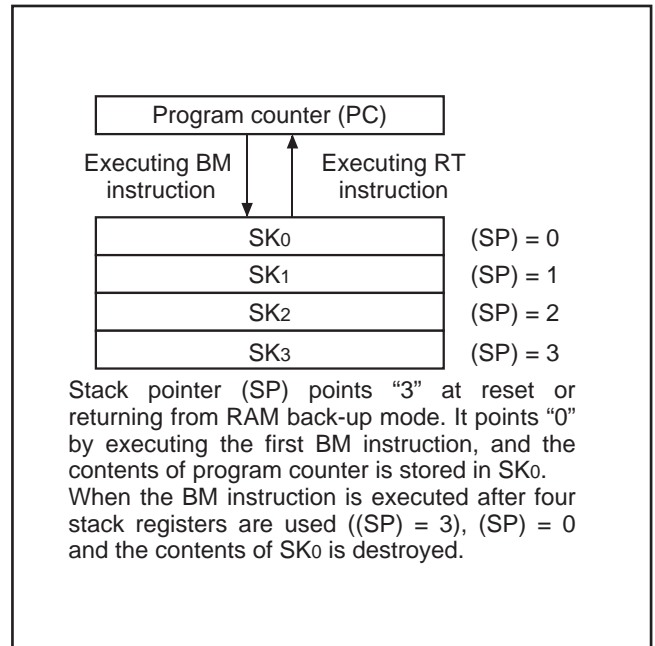 Program counter (PC)
Executing BM
instruction
Executing RT
instruction
SK0
(SP) = 0
SK1
(SP) = 1
SK2
(SP) = 2
SK3
(SP) = 3
Stack pointer (SP) points “3” at reset or
returning from RAM back-up mode. It points “0”
by executing the first BM instruction, and the
contents of program counter is stored in SK0.
When the BM instruction is executed after four
stack registers are used ((SP) = 3), (SP) = 0
and the contents of SK0 is destroyed.